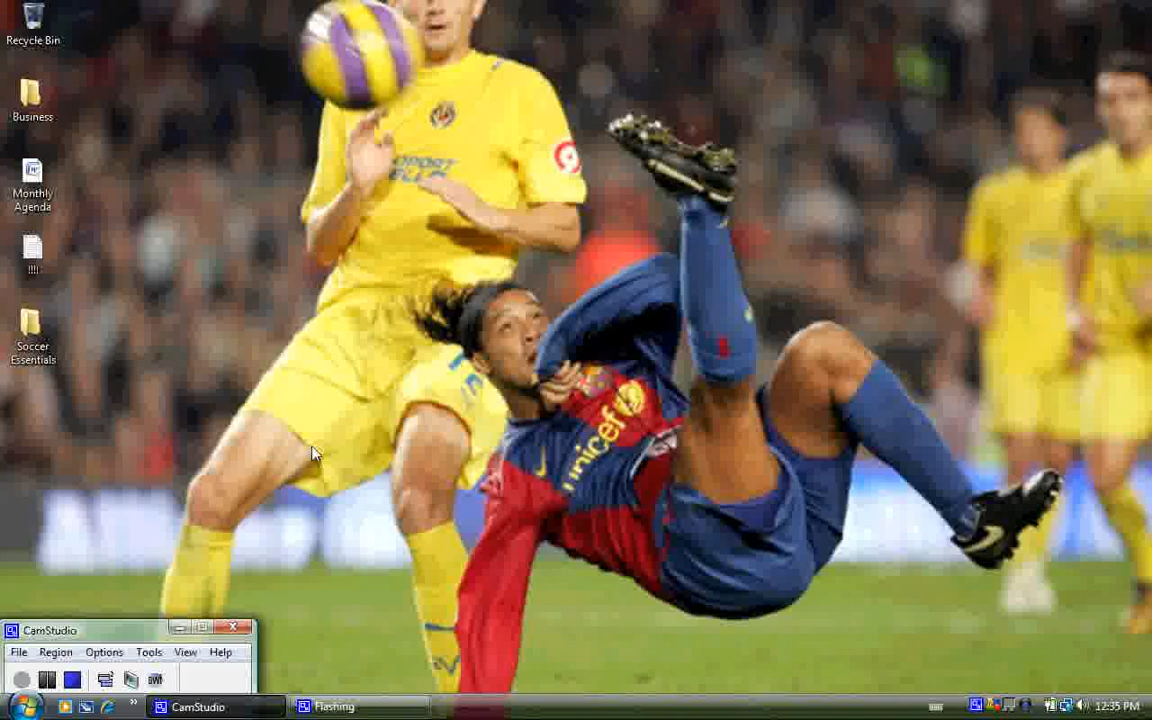 Recycle Bin
Business
Monthly
Agenda
!!!!
Soccer
Essentials
unicef
CamStudio
File Region Options Tools View Help
CamStudio
Flashing
12:35 PM